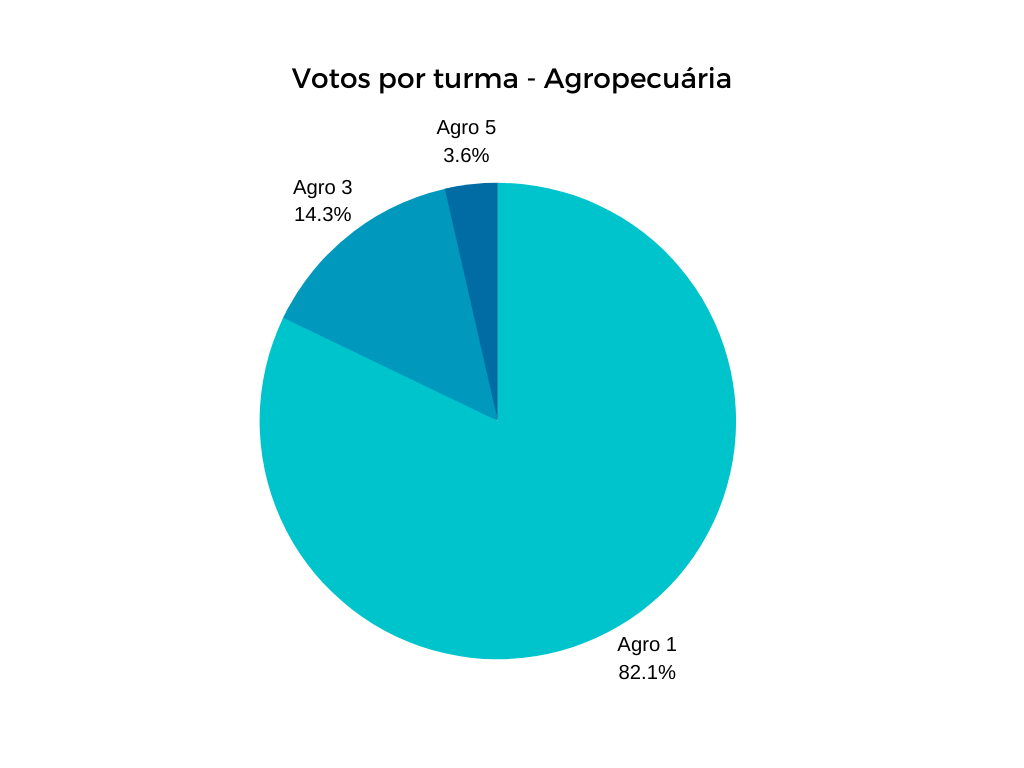 Votos por turma - Agropecuária
Agro 5
3.6%
Agro 3
14.3%
Agro 1
82.1%